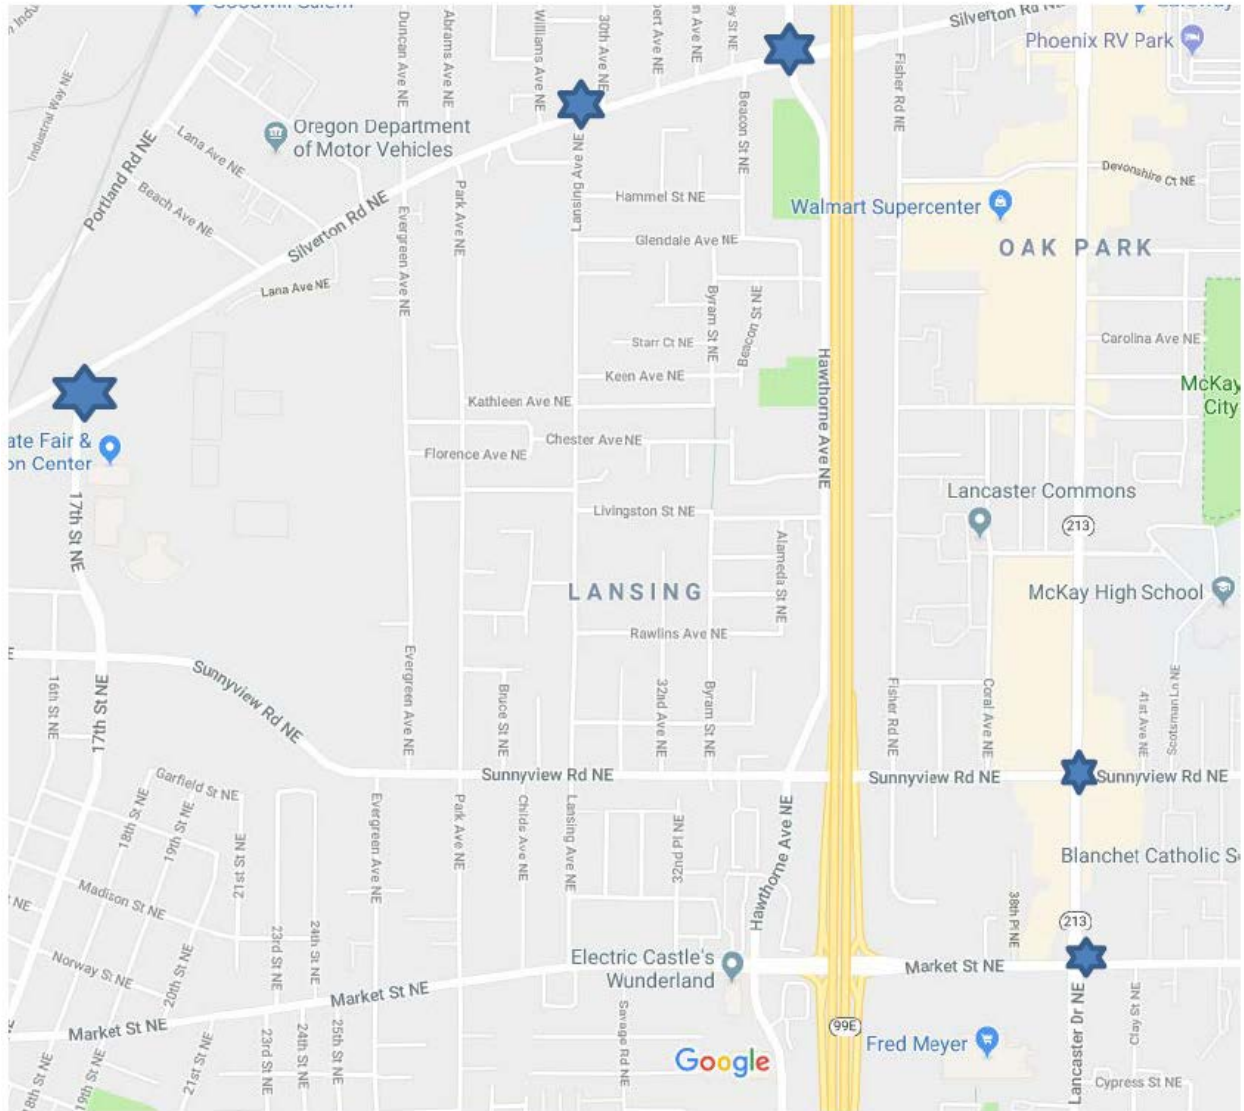 Goodwill Salem
Silverton Rd NE
Gateway
Phoenix RV Park
Industrial Way NE
Duncan Ave NE
Abrams Ave NE
Williams Ave NE
30th Ave NE
Fisher Rd NE
Beacon St NE
Portland Rd NE
Lana Ave NE
Oregon Department
of Motor Vehicles
Lansing Ave NE
Beach Ave NE
Silverton Rd NE
Park Ave NE
Evergreen Ave NE
Lana Ave NE
Hammel St NE
Glendale Ave NE
Devonshire Ct NE
Walmart Supercenter
OAK PARK
Byram St NE
Beacon St NE
Starr Ct NE
Keen Ave NE
Hawthorne Ave NE
Carolina Ave NE
McKay
City
Kathleen Ave NE
Chester Ave NE
Florence Ave NE
ate Fair &
on Center
17th St NE
Livingston St NE
Alameda St NE
Lancaster Commons
213
LANSING
McKay High School
Rawlins Ave NE
16th St NE
17th St NE
Sunnyview Rd NE
Evergreen Ave NE
Bruce St NE
32nd Ave NE
Byram St NE
Fisher Rd NE
Coral Ave NE
41st Ave NE
Scotsman Ln NE
Sunnyview Rd NE
Sunnyview Rd NE
Sunnyview Rd NE
Garfield St NE
18th St NE
19th St NE
21st St NE
Evergreen Ave NE
Park Ave NE
Childs Ave NE
Lansing Ave NE
32nd Pl NE
Hawthorne Ave NE
Blanchet Catholic S
Madison St NE
NE
23rd St NE
24th St NE
38th Pl NE
213
Norway St NE
20th St NE
Market St NE
Electric Castle's
Wunderland
Market St NE
Market St NE
18th St NE
19th St NE
21st St NE
23rd St NE
24th St NE
25th St NE
Savage Rd NE
Google
99E
Fred Meyer
Lancaster Dr NE
Clay St NE
Cypress St NE